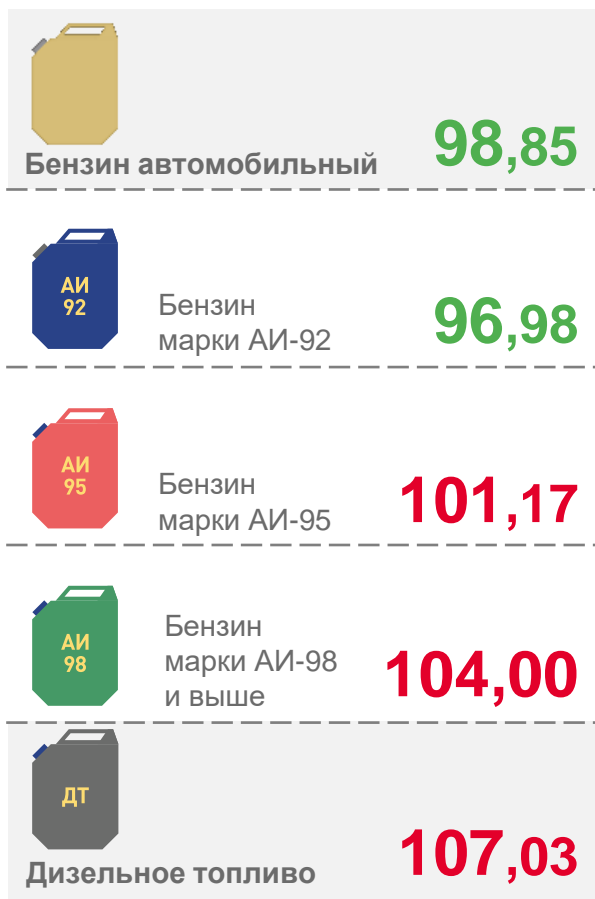 98,85
Бензин автомобильный
АИ
92
Бензин
марки АИ-92
96,98
АИ
95
Бензин
марки АИ-95
101,17
АИ
98
Бензин
марки АИ-98
и выше
104,00
ДТ
Дизельное топливо
107,03